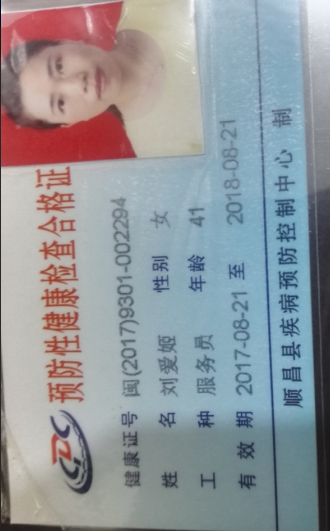 CDC 预防性健康检查合格证
健康证号 闽(2017)9301-002294
姓名 刘爱姬 性别 女
工种 服务员 年龄 41
有效期 2017-08-21 至 2018-08-21
顺昌县疾病预防控制中心 制